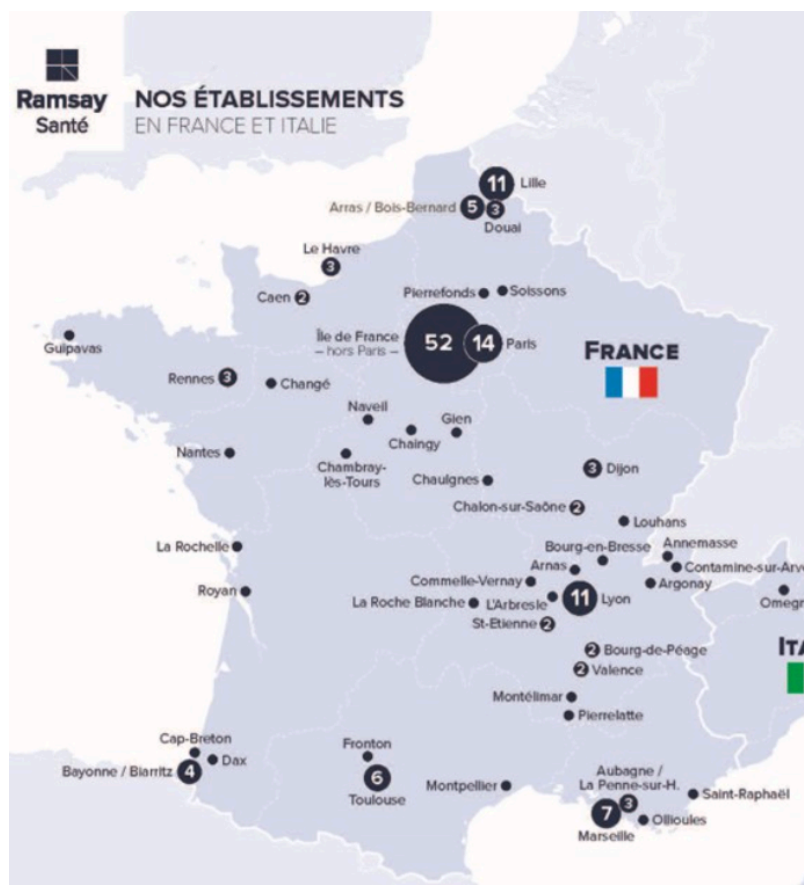 Ramsay
Santé
NOS ÉTABLISSEMENTS
EN FRANCE ET ITALIE
11 Lille
Arras / Bois-Bernard 5
3
Douai
Le Havre
3
Caen 2
Pierrefonds
Soissons
Île de France
– hors Paris –
52
14 Paris
FRANCE
Guipavas
Rennes 3
Changé
Naveil
Chaingy
Gien
Nantes
Chambray-
lès-Tours
Chaulgnes
3 Dijon
Chalon-sur-Saône 2
Louhans
La Rochelle
Bourg-en-Bresse
Annemasse
Arnas
Contamine-sur-Arve
Commelle-Vernay
Argonay
Royan
La Roche Blanche
L'Arbresle
11 Lyon
Omegn
St-Etienne 2
2 Bourg-de-Péage
ITA
2 Valence
Montélimar
Pierrelatte
Cap-Breton
Dax
Bayonne / Biarritz 4
Fronton
6
Toulouse
Montpellier
Aubagne /
La Penne-sur-H.
3
Saint-Raphaël
7
Ollioules
Marseille